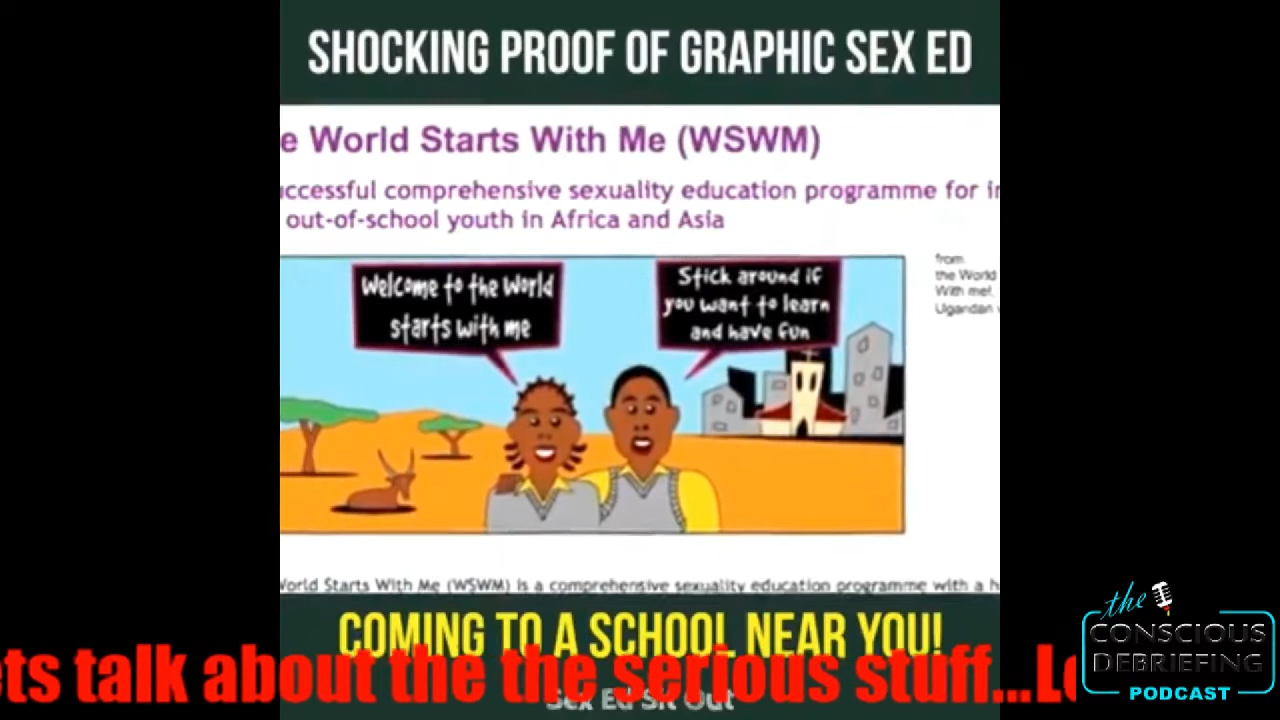 SHOCKING PROOF OF GRAPHIC SEX ED
e World Starts With Me (WSWM)
uccessful comprehensive sexuality education programme for i
out-of-school youth in Africa and Asia
from
the World
With me!,
Ugandan
Welcome to the World
starts with me
Stick around if
you want to learn
and have fun
World Starts With Me (WSWM) is a comprehensive sexuality education programme with a h
COMING TO A SCHOOL NEAR YOU!
ets talk about the the serious stuff...Le
Sex Ed Sit Out
the
CONSCIOUS
DEBRIEFING
PODCAST